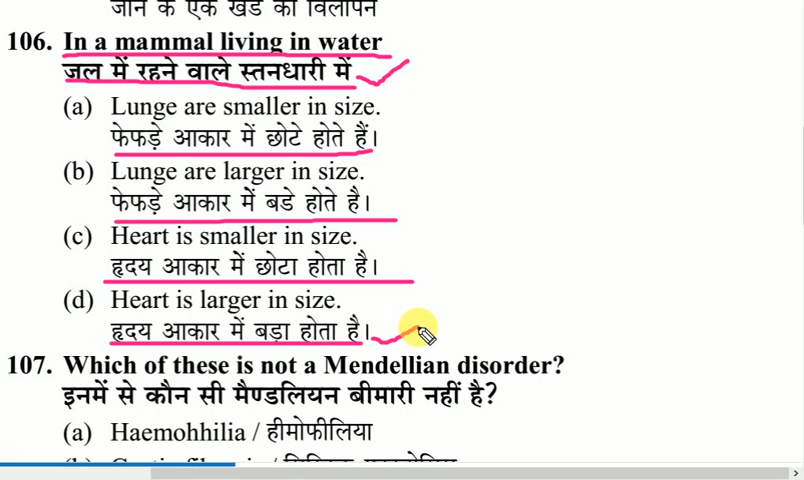 जाने के एक खंड का विलोपन
106. In a mammal living in water
जल में रहने वाले स्तनधारी में
(a) Lunge are smaller in size.
फेफड़े आकार में छोटे होते हैं।
(b) Lunge are larger in size.
फेफड़े आकार में बडे होते है।
(c) Heart is smaller in size.
हृदय आकार में छोटा होता है।
(d) Heart is larger in size.
हृदय आकार में बड़ा होता है।
107. Which of these is not a Mendellian disorder?
इनमें से कौन सी मैण्डलियन बीमारी नहीं है?
(a) Haemohhilia / हीमोफीलिया